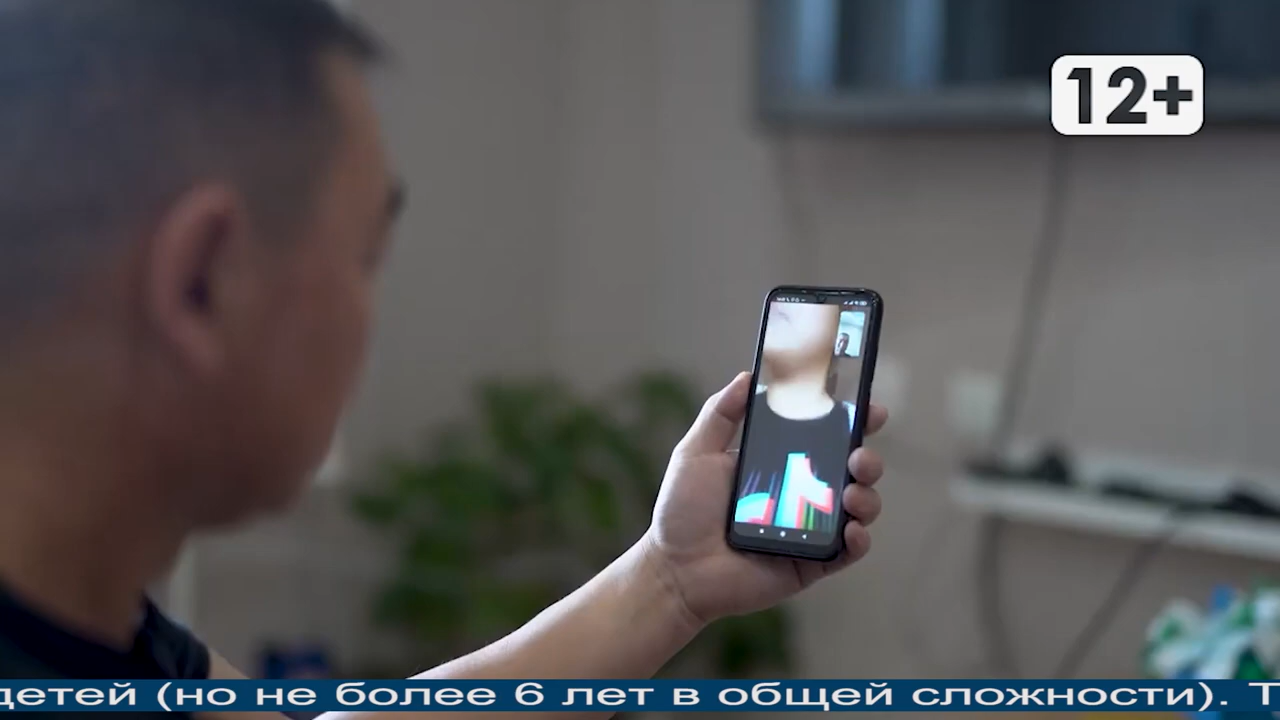 12+
детей (но не более 6 лет в общей сложности). Т